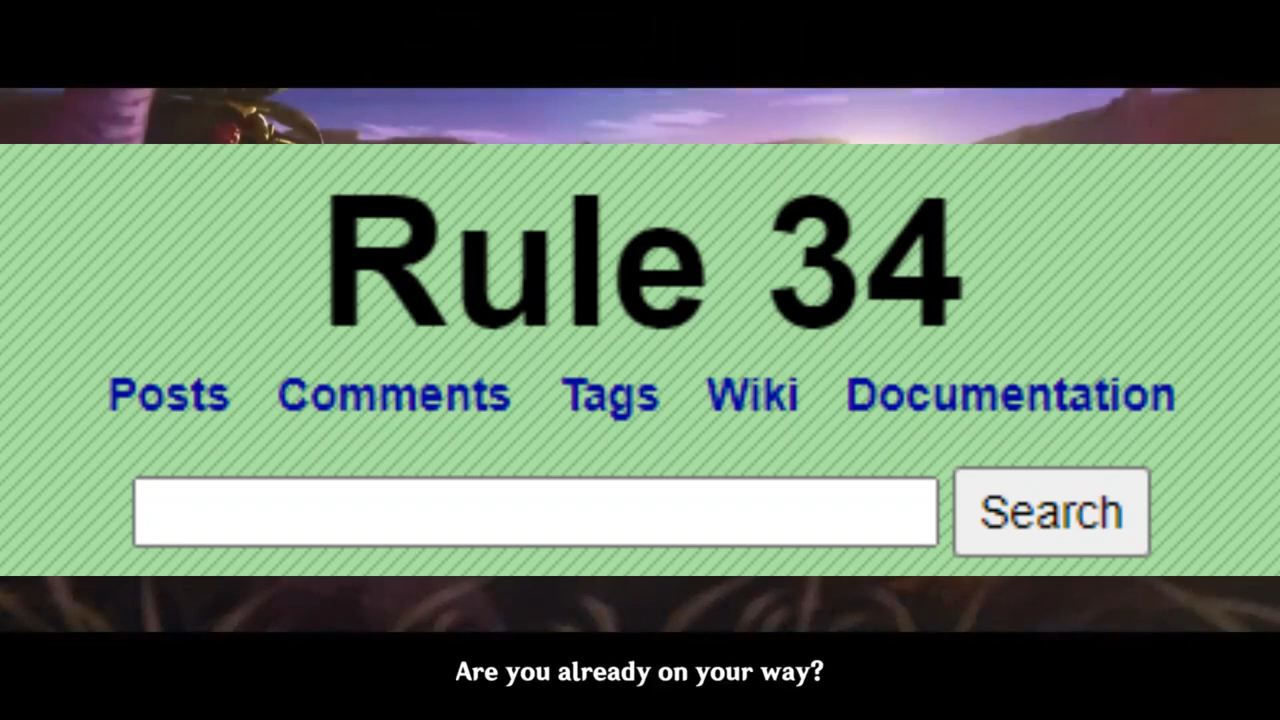 Rule 34
Posts Comments Tags Wiki Documentation
Search
Are you already on your way?